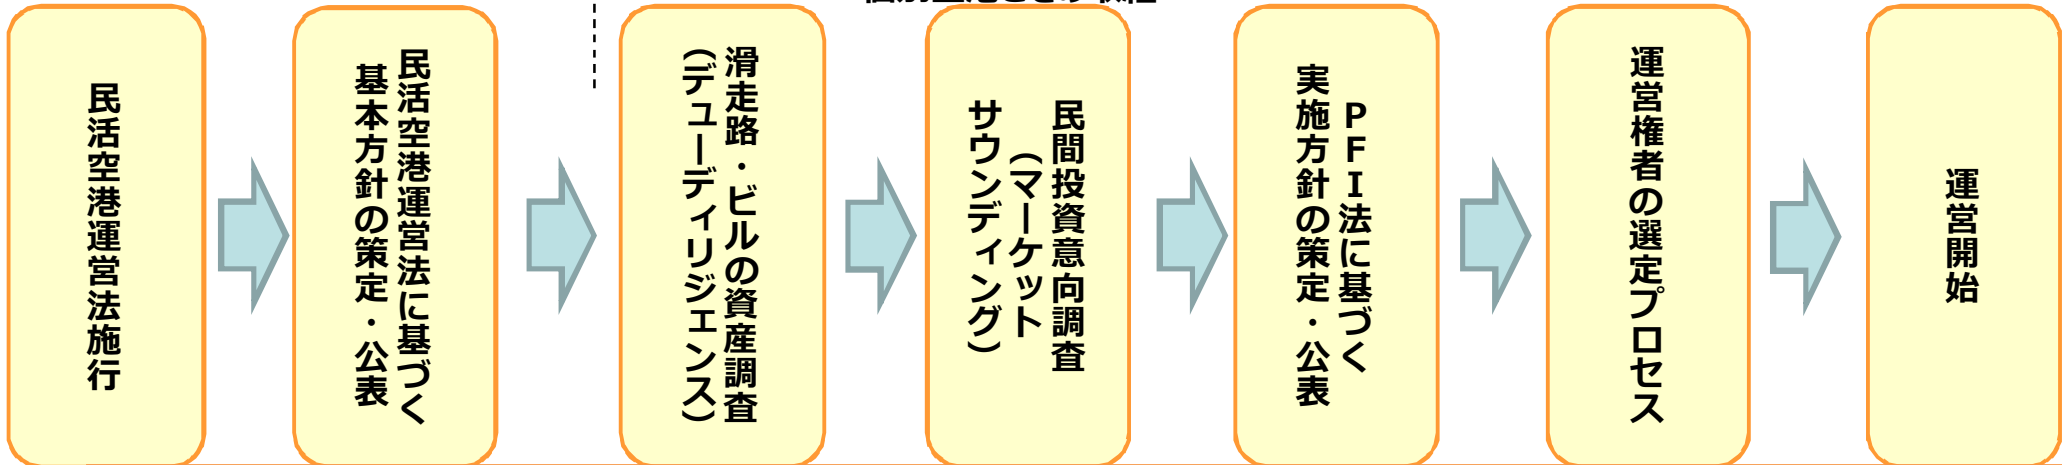 民活空港運営法施行
民活空港運営法に基づく
基本方針の策定・公表
滑走路・ビルの資産調査
（デューディリジェンス）
民間投資意向調査
（マーケット
サウンディング）
ＰＦＩ法に基づく
実施方針の策定・公表
運営権者の選定プロセス
運営開始